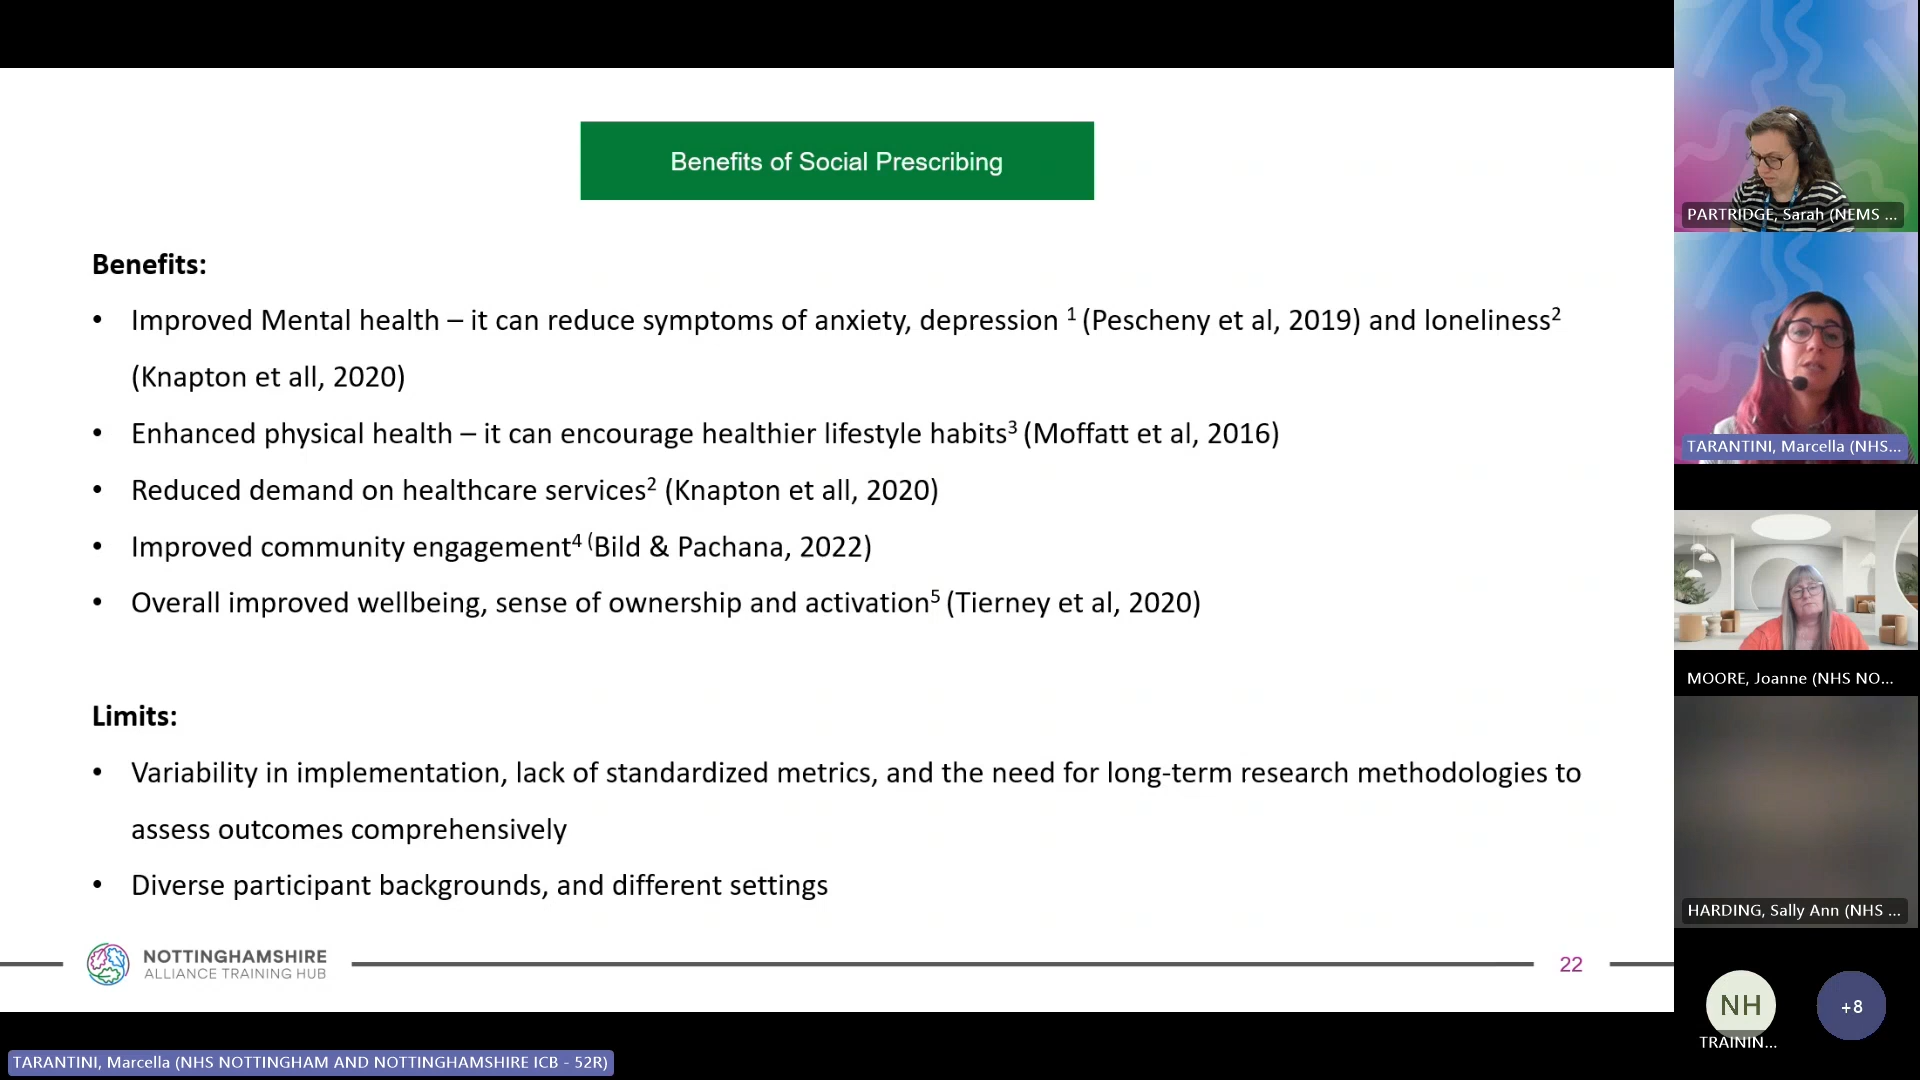 Benefits of Social Prescribing
Benefits:
• Improved Mental health – it can reduce symptoms of anxiety, depression ¹ (Pescheny et al, 2019) and loneliness²
(Knapton et all, 2020)
• Enhanced physical health – it can encourage healthier lifestyle habits³ (Moffatt et al, 2016)
• Reduced demand on healthcare services² (Knapton et all, 2020)
• Improved community engagement⁴ ⁽Bild & Pachana, 2022)
• Overall improved wellbeing, sense of ownership and activation⁵ (Tierney et al, 2020)
Limits:
• Variability in implementation, lack of standardized metrics, and the need for long-term research methodologies to
assess outcomes comprehensively
• Diverse participant backgrounds, and different settings
NOTTINGHAMSHIRE
ALLIANCE TRAINING HUB
22
TARANTINI, Marcella (NHS NOTTINGHAM AND NOTTINGHAMSHIRE ICB - 52R)
PARTRIDGE, Sarah (NEMS ...
TARANTINI, Marcella (NHS...
MOORE, Joanne (NHS NO...
HARDING, Sally Ann (NHS ...
NH
+8
TRAININ...